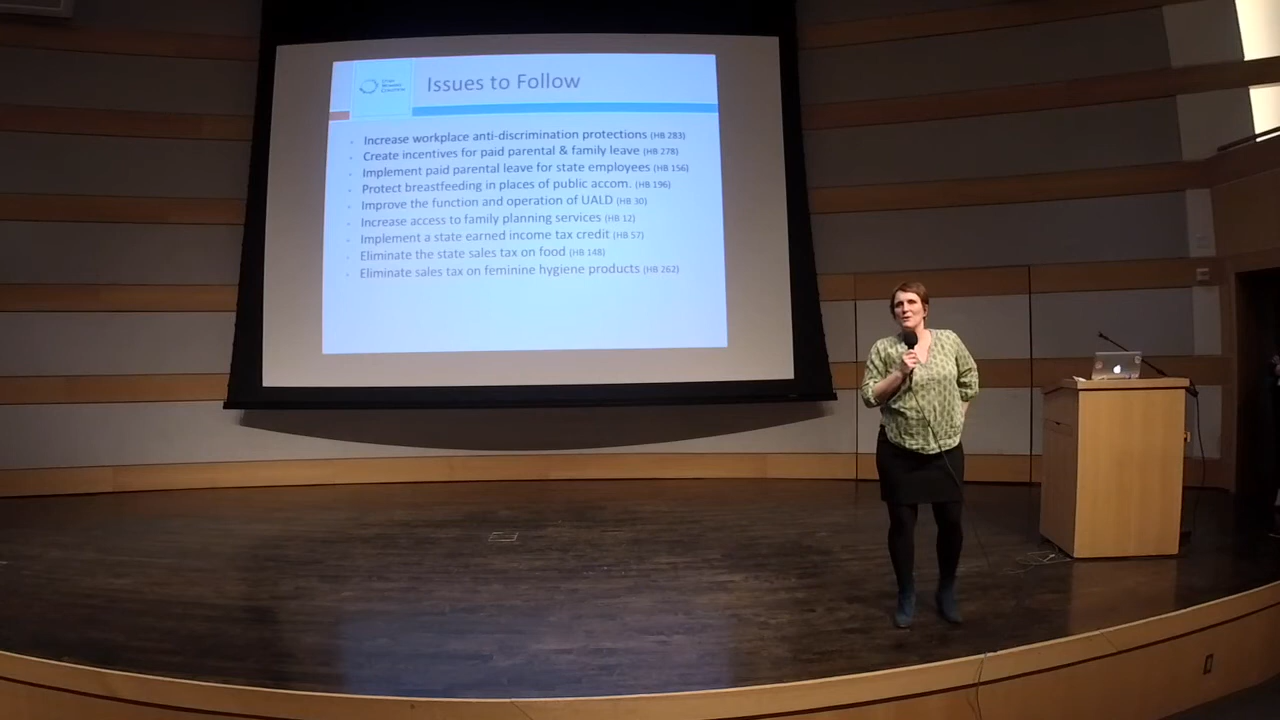 Utah
Women's
Coalition
Issues to Follow
Increase workplace anti-discrimination protections (HB 283)
Create incentives for paid parental & family leave (HB 278)
Implement paid parental leave for state employees (HB 156)
Protect breastfeeding in places of public accom. (HB 196)
Improve the function and operation of UALD (HB 30)
Increase access to family planning services (HB 12)
Implement a state earned income tax credit (HB 57)
Eliminate the state sales tax on food (HB 148)
Eliminate sales tax on feminine hygiene products (HB 262)